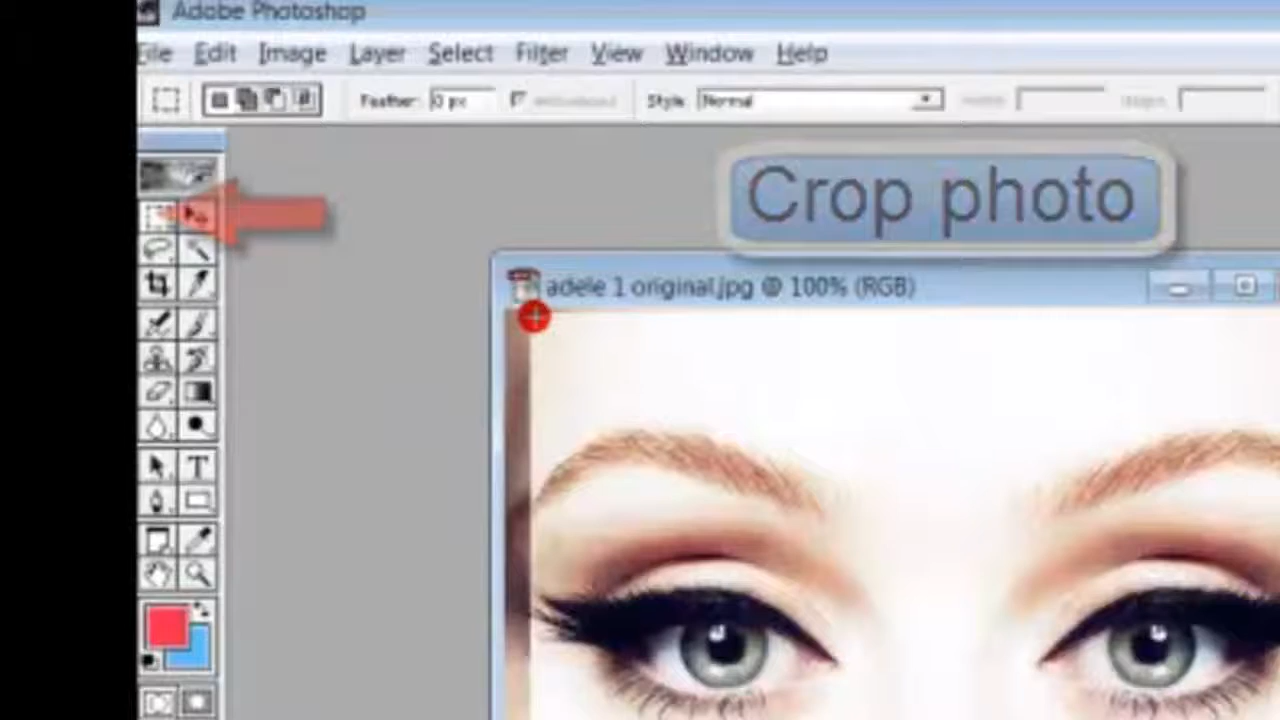 Adobe Photoshop
File Edit Image Layer Select Filter View Window Help
Feather: 0 px Style: Normal
Crop photo
adele 1 original.jpg @ 100% (RGB)
T